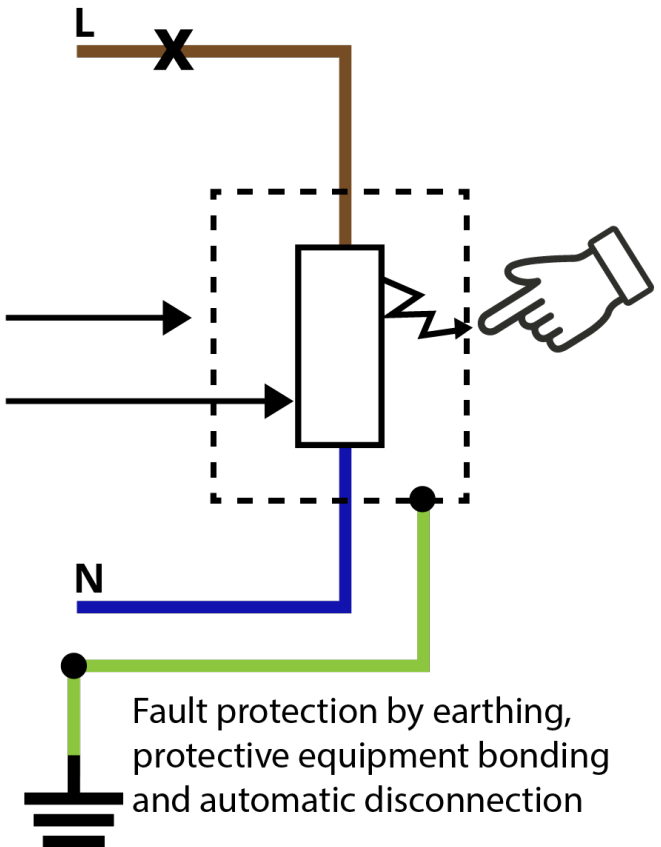 L
N
Fault protection by earthing,
protective equipment bonding
and automatic disconnection